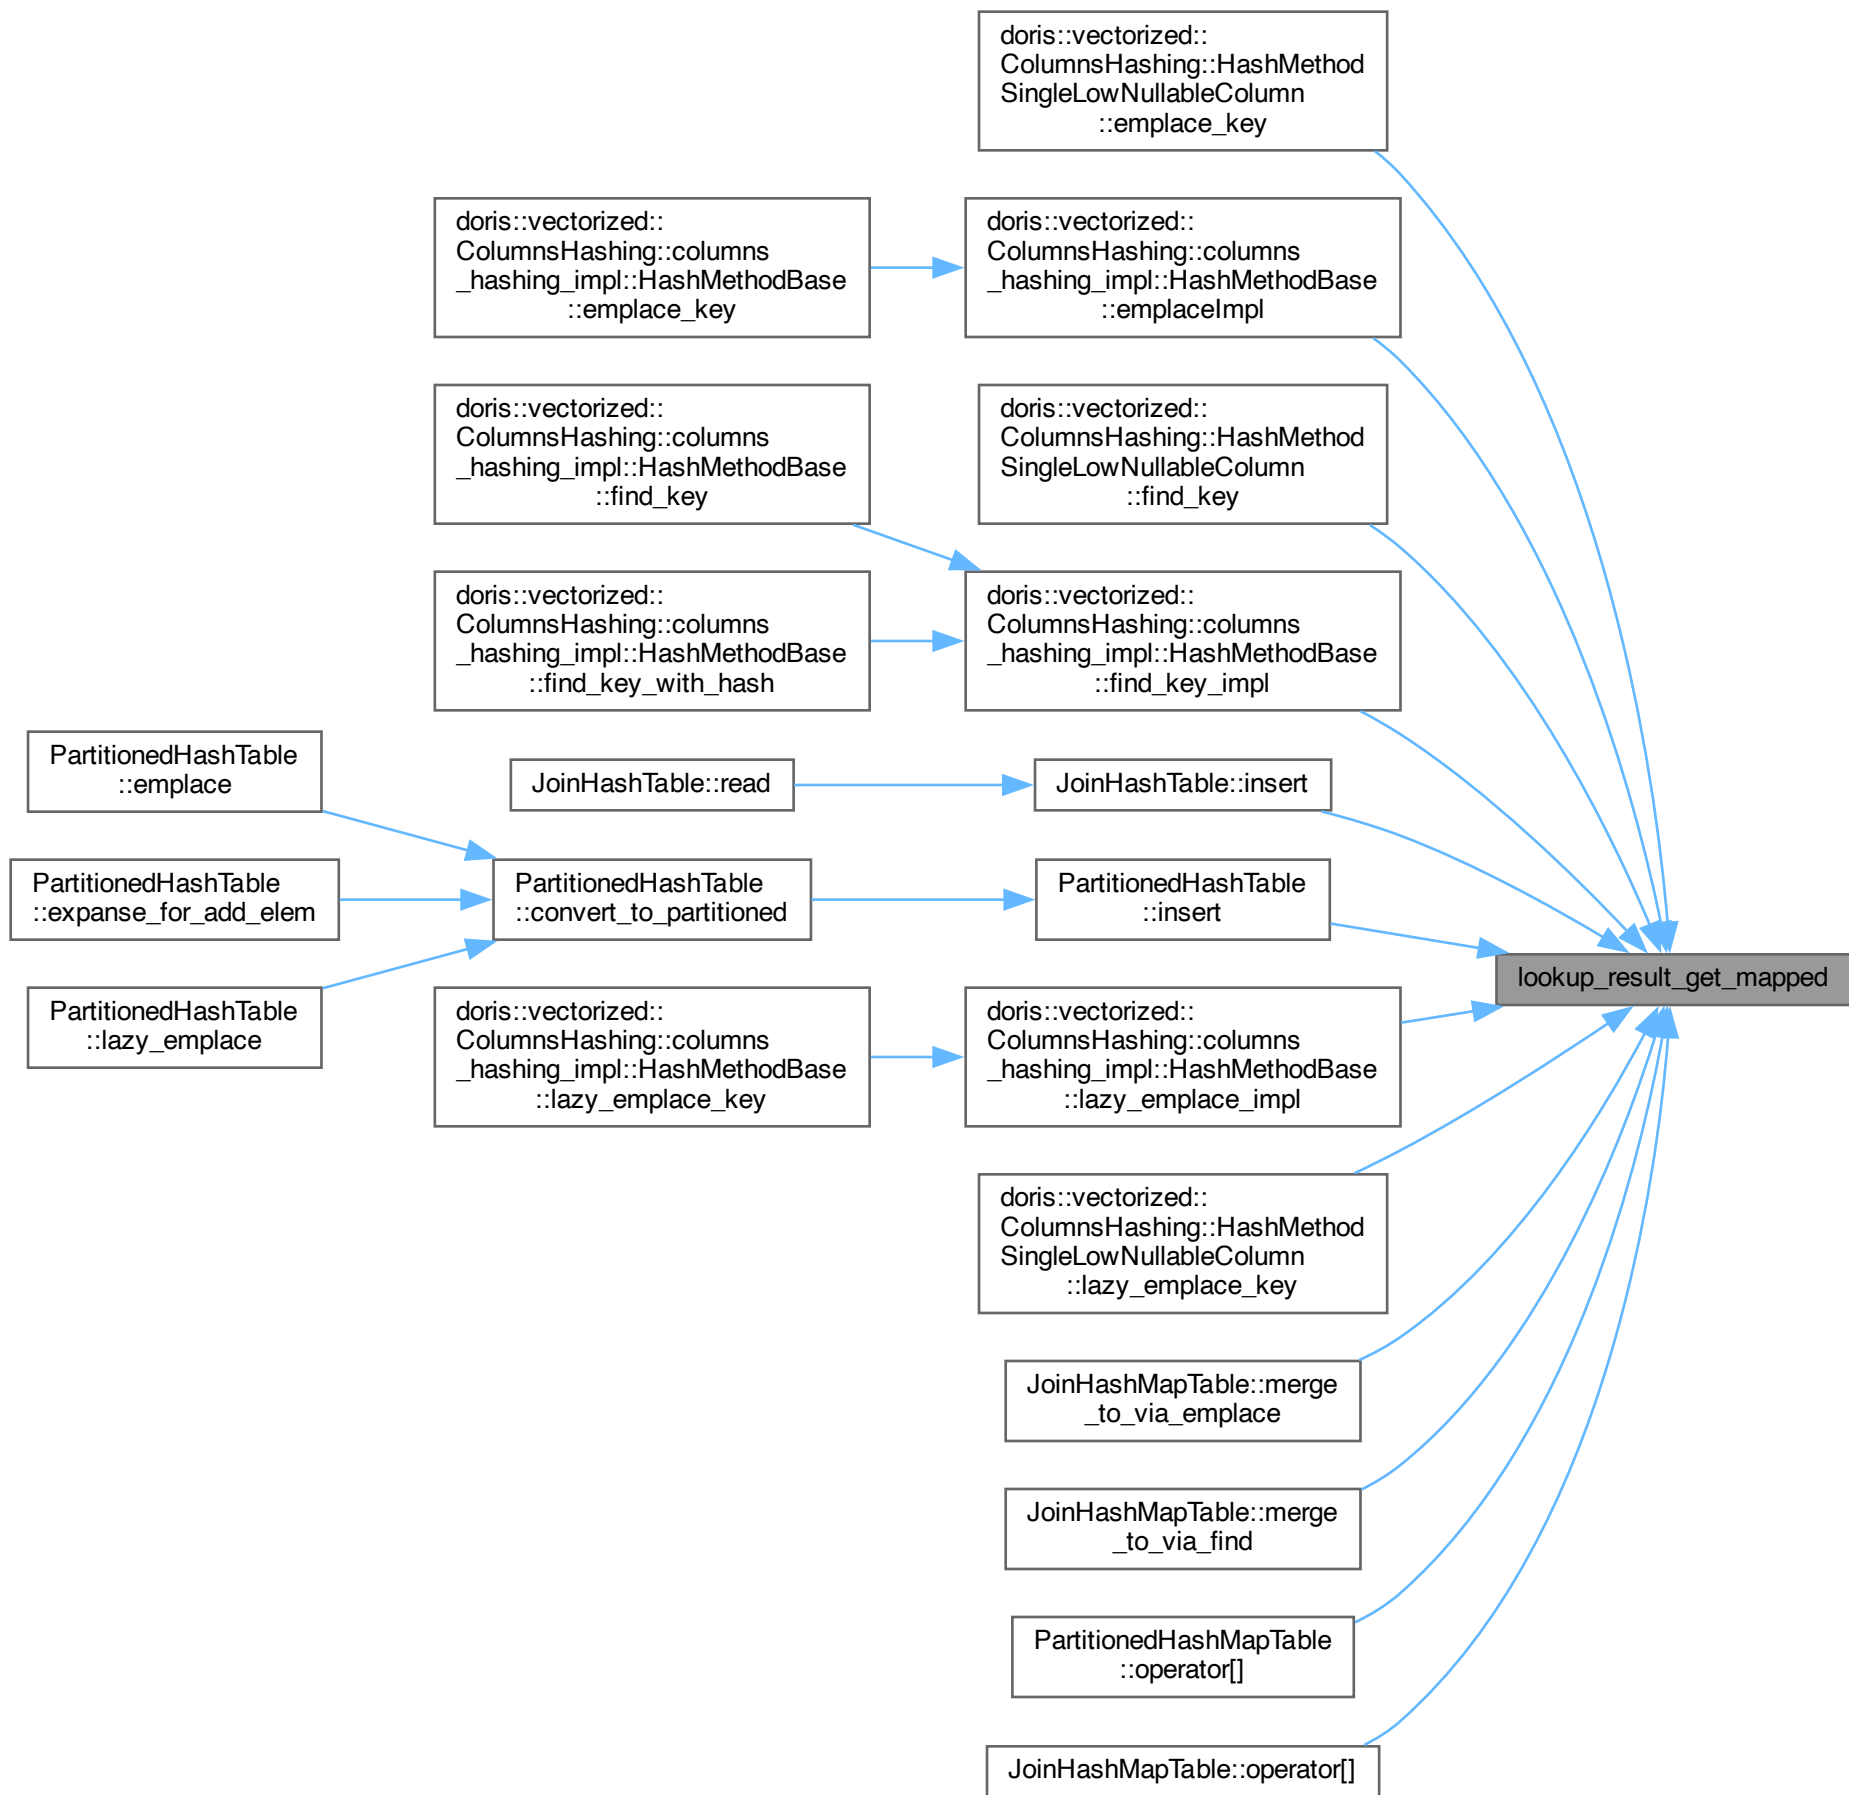 doris::vectorized::
ColumnsHashing::HashMethod
SingleLowNullableColumn
::emplace_key
doris::vectorized::
ColumnsHashing::columns
_hashing_impl::HashMethodBase
::emplace_key
doris::vectorized::
ColumnsHashing::columns
_hashing_impl::HashMethodBase
::emplaceImpl
doris::vectorized::
ColumnsHashing::columns
_hashing_impl::HashMethodBase
::find_key
doris::vectorized::
ColumnsHashing::HashMethod
SingleLowNullableColumn
::find_key
doris::vectorized::
ColumnsHashing::columns
_hashing_impl::HashMethodBase
::find_key_with_hash
doris::vectorized::
ColumnsHashing::columns
_hashing_impl::HashMethodBase
::find_key_impl
PartitionedHashTable
::emplace
JoinHashTable::read
JoinHashTable::insert
PartitionedHashTable
::expanse_for_add_elem
PartitionedHashTable
::convert_to_partitioned
PartitionedHashTable
::insert
lookup_result_get_mapped
PartitionedHashTable
::lazy_emplace
doris::vectorized::
ColumnsHashing::columns
_hashing_impl::HashMethodBase
::lazy_emplace_key
doris::vectorized::
ColumnsHashing::columns
_hashing_impl::HashMethodBase
::lazy_emplace_impl
doris::vectorized::
ColumnsHashing::HashMethod
SingleLowNullableColumn
::lazy_emplace_key
JoinHashMapTable::merge
_to_via_emplace
JoinHashMapTable::merge
_to_via_find
PartitionedHashMapTable
::operator[]
JoinHashMapTable::operator[]